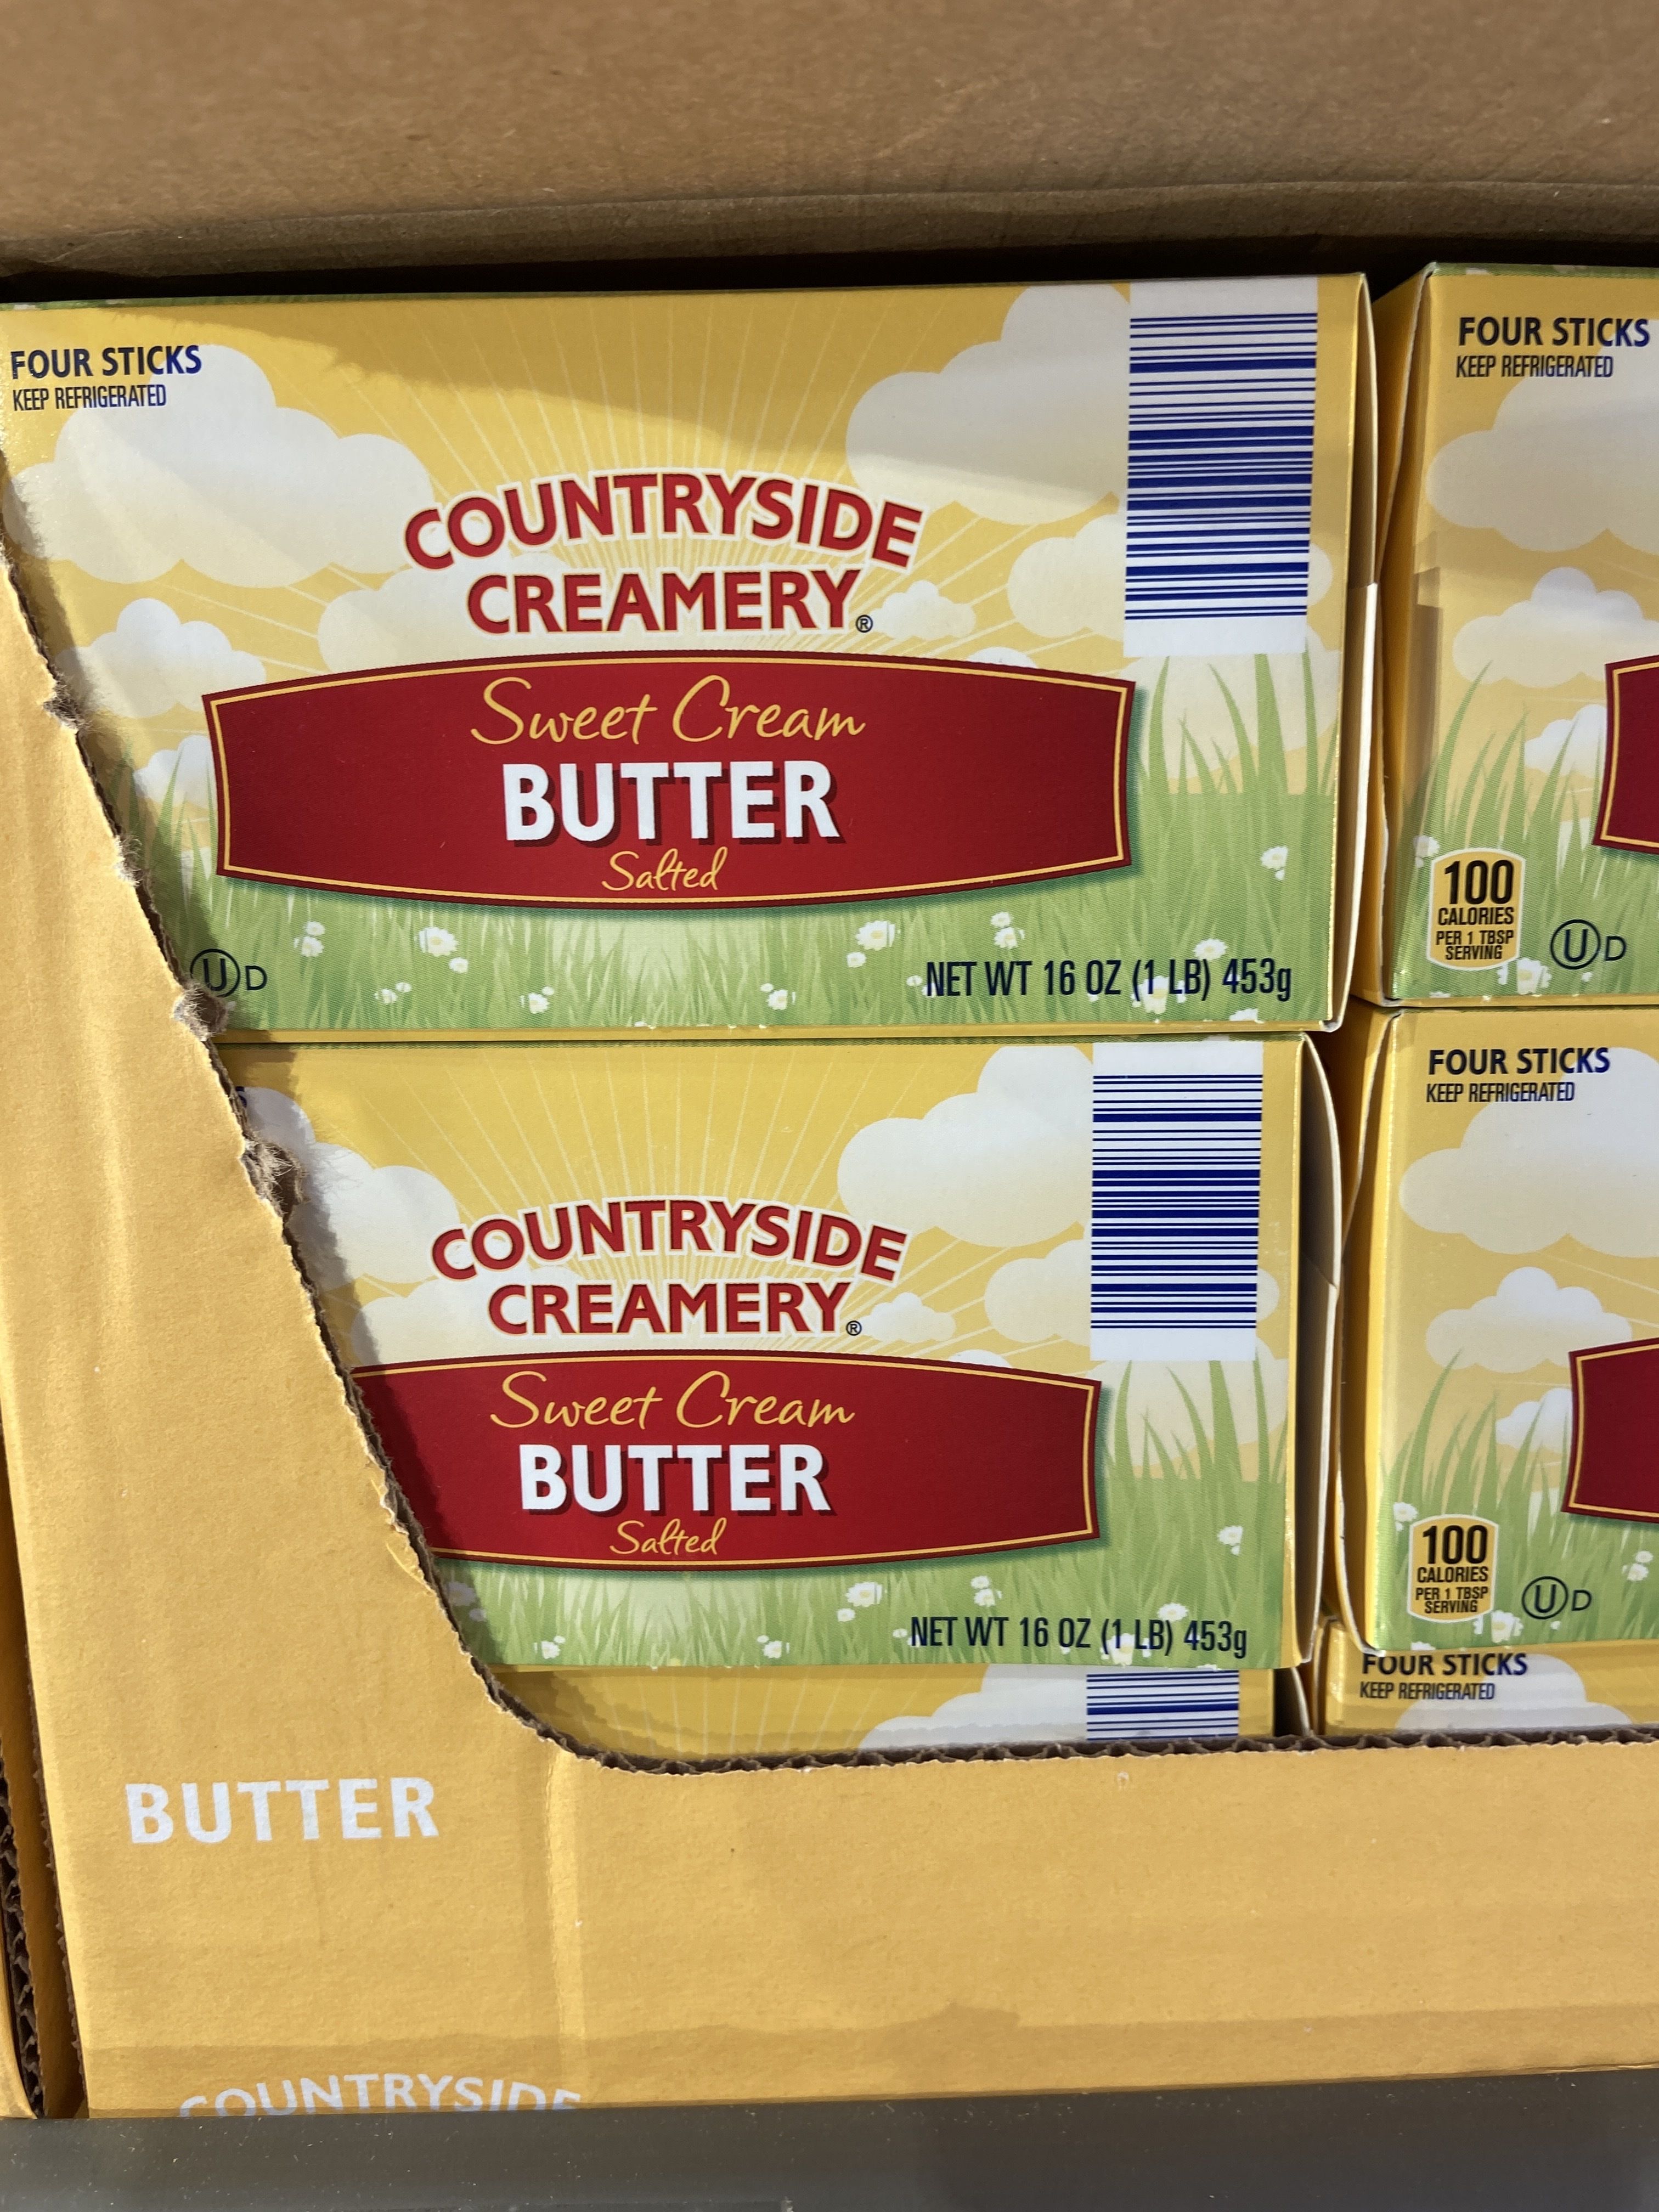 FOUR STICKS
KEEP REFRIGERATED
COUNTRYSIDE
CREAMERY®
Sweet Cream
BUTTER
Salted
U D
NET WT 16 OZ (1 LB) 453g
FOUR STICKS
KEEP REFRIGERATED
100
CALORIES
PER 1 TBSP
SERVING
U D
COUNTRYSIDE
CREAMERY®
Sweet Cream
BUTTER
Salted
NET WT 16 OZ (1 LB) 453g
FOUR STICKS
KEEP REFRIGERATED
100
CALORIES
PER 1 TBSP
SERVING
U D
FOUR STICKS
KEEP REFRIGERATED
BUTTER
COUNTRYSIDE